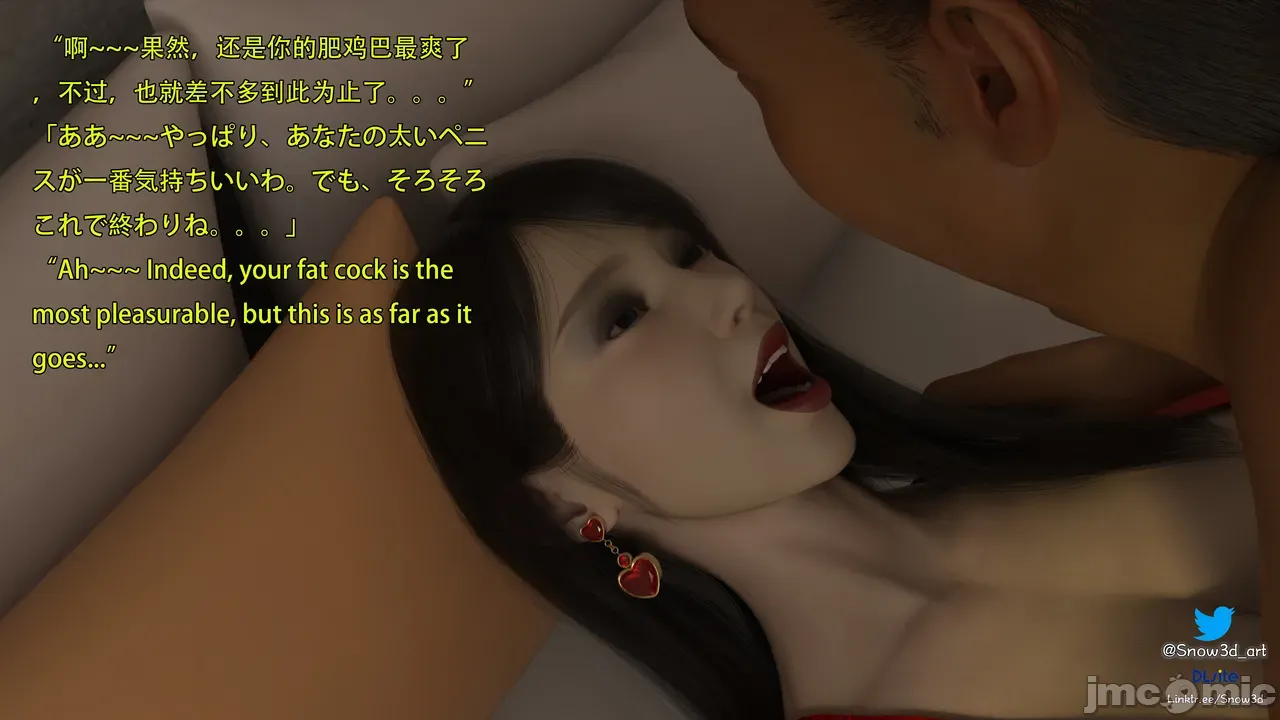 “啊~~~果然，还是你的肥鸡巴最爽了
，不过，也就差不多到此为止了。。。”
「ああ~~~やっぱり、あなたの太いペニ
スが一番気持ちいいわ。でも、そろそろ
これで終わりね。。。」
“Ah~~~ Indeed, your fat cock is the
most pleasurable, but this is as far as it
goes...”
@Snow3d_art
DLsite
jmcomic
Linktr.ee/Snow3d